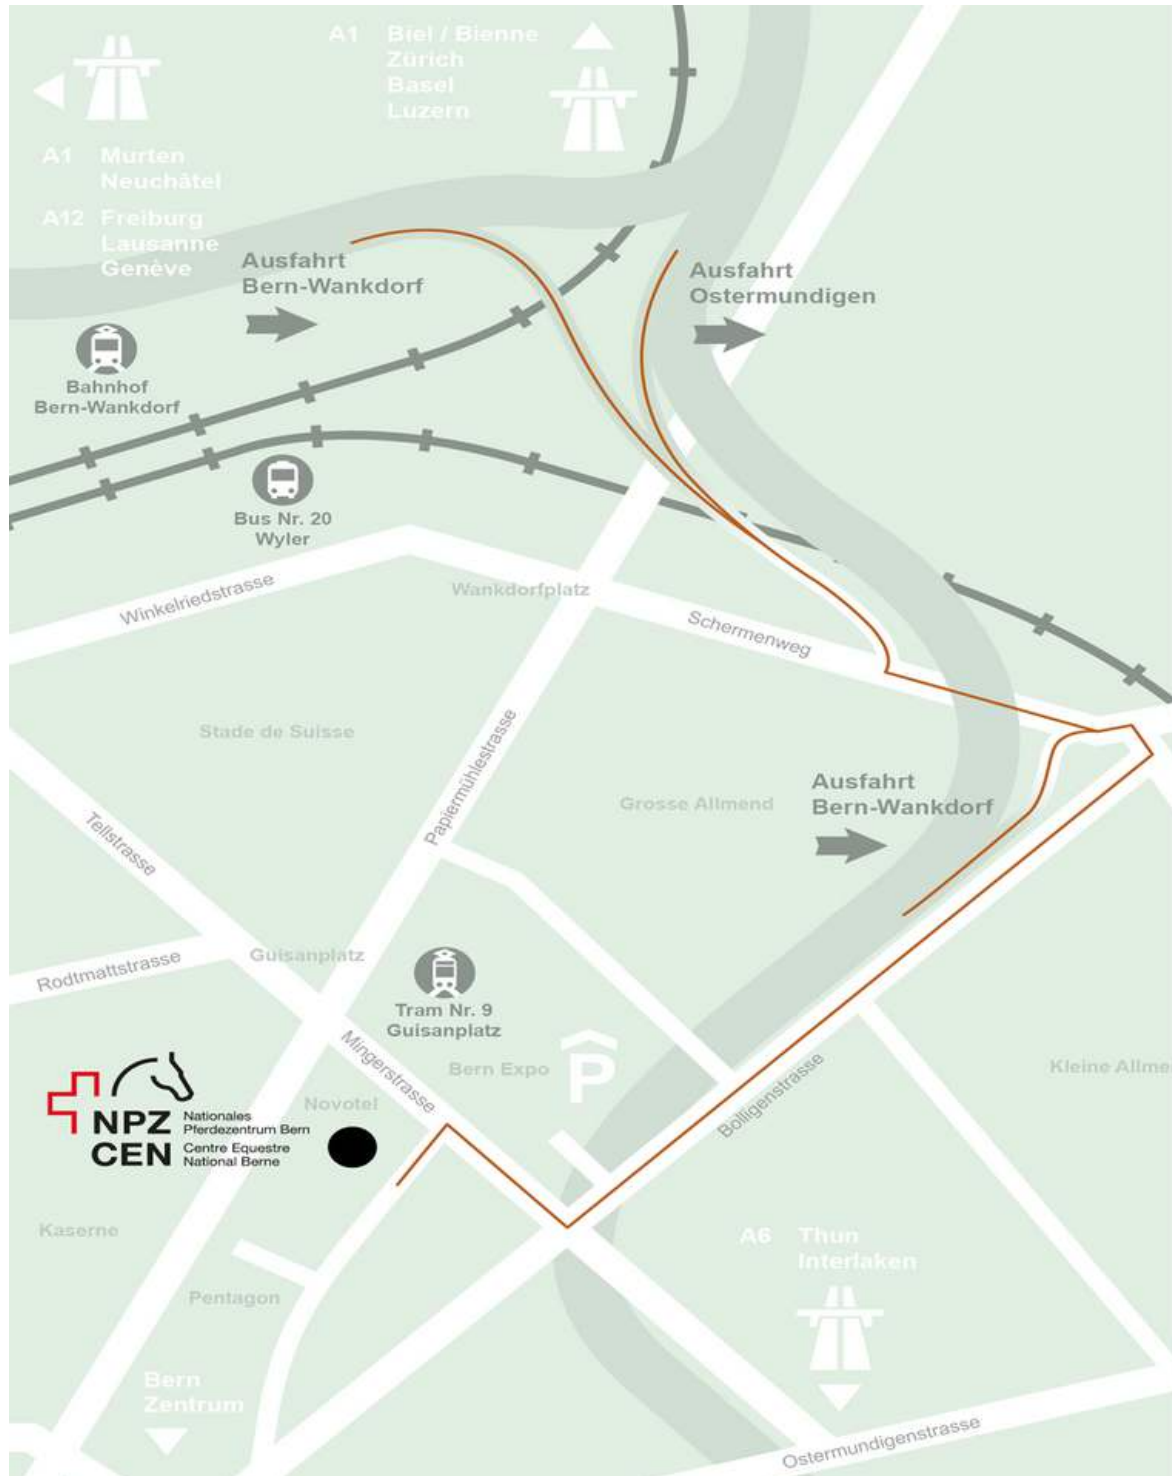 A1 Biel / Bienne
Zürich
Basel
Luzern
A1 Murten
Neuchâtel
A12 Freiburg
Lausanne
Genève
Ausfahrt
Bern-Wankdorf
Ausfahrt
Ostermundigen
Bahnhof
Bern-Wankdorf
Bus Nr. 20
Wyler
Winkelriedstrasse
Wankdorfplatz
Schermenweg
Stade de Suisse
Papiermühlestrasse
Grosse Allmend
Ausfahrt
Bern-Wankdorf
Tellstrasse
Rodtmattstrasse
Guisanplatz
Tram Nr. 9
Guisanplatz
Mingerstrasse
Bern Expo
P
Bolligenstrasse
Kleine Allme
Novotel
NPZ Nationales
Pferdezentrum Bern
CEN Centre Equestre
National Berne
Kaserne
Pentagon
A6 Thun
Interlaken
Bern
Zentrum
Ostermundigenstrasse